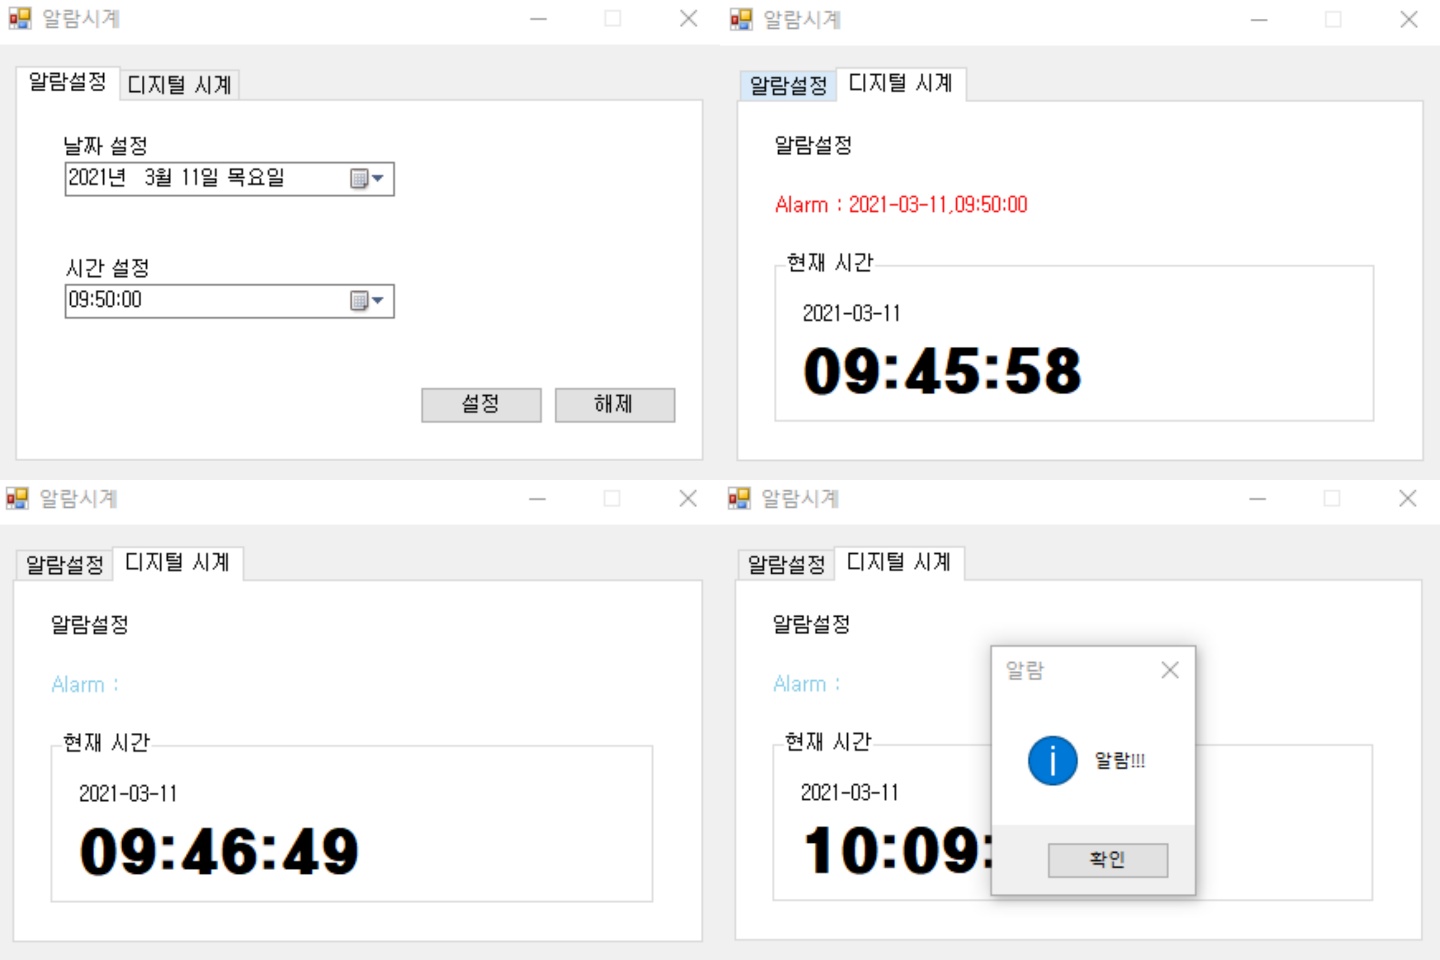 알람시계
알람설정 디지털 시계
날짜 설정
2021년 3월 11일 목요일
시간 설정
09:50:00
설정 해제
알람시계
알람설정 디지털 시계
알람설정
Alarm : 2021-03-11,09:50:00
현재 시간
2021-03-11
09:45:58
알람시계
알람설정 디지털 시계
알람설정
Alarm :
현재 시간
2021-03-11
09:46:49
알람시계
알람설정 디지털 시계
알람설정
Alarm :
현재 시간
2021-03-11
10:09:
알람
알람!!!
확인